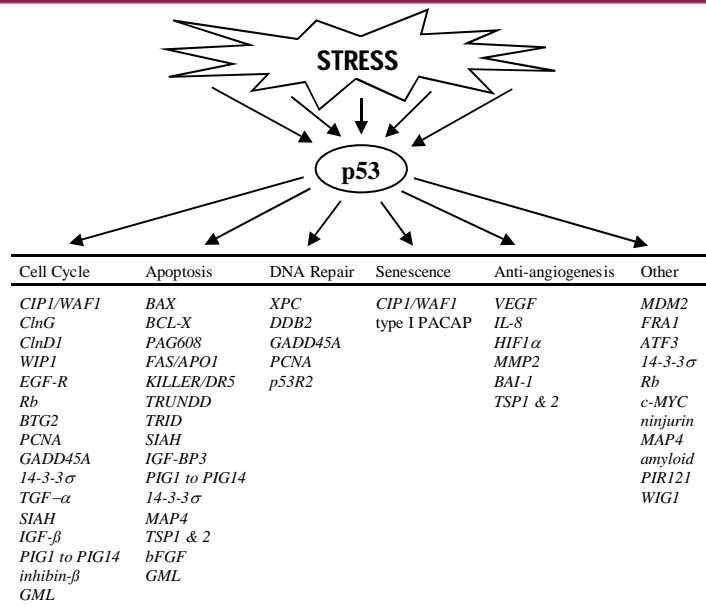 STRESS
p53
Cell Cycle Apoptosis DNA Repair Senescence Anti-angiogenesis Other
CIP1/WAF1 BAX XPC CIP1/WAF1 VEGF MDM2
ClnG BCL-X DDB2 type I PACAP IL-8 FRA1
ClnD1 PAG608 GADD45A HIF1α ATF3
WIP1 FAS/APO1 PCNA MMP2 14-3-3σ
EGF-R KILLER/DR5 p53R2 BAI-1 Rb
Rb TRUNDD TSP1 & 2 c-MYC
BTG2 TRID ninjurin
PCNA SIAH MAP4
GADD45A IGF-BP3 amyloid
14-3-3σ PIG1 to PIG14 PIR121
TGF-α 14-3-3σ WIG1
SIAH MAP4
IGF-ß TSP1 & 2
PIG1 to PIG14 bFGF
inhibin-ß GML
GML